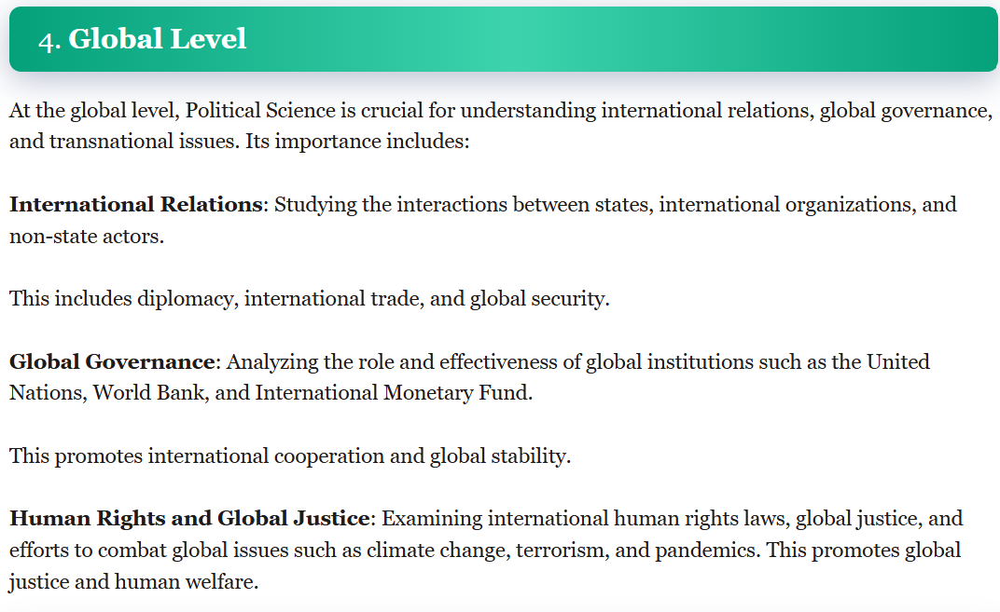 4. Global Level
At the global level, Political Science is crucial for understanding international relations, global governance,
and transnational issues. Its importance includes:
International Relations: Studying the interactions between states, international organizations, and
non-state actors.
This includes diplomacy, international trade, and global security.
Global Governance: Analyzing the role and effectiveness of global institutions such as the United
Nations, World Bank, and International Monetary Fund.
This promotes international cooperation and global stability.
Human Rights and Global Justice: Examining international human rights laws, global justice, and
efforts to combat global issues such as climate change, terrorism, and pandemics. This promotes global
justice and human welfare.